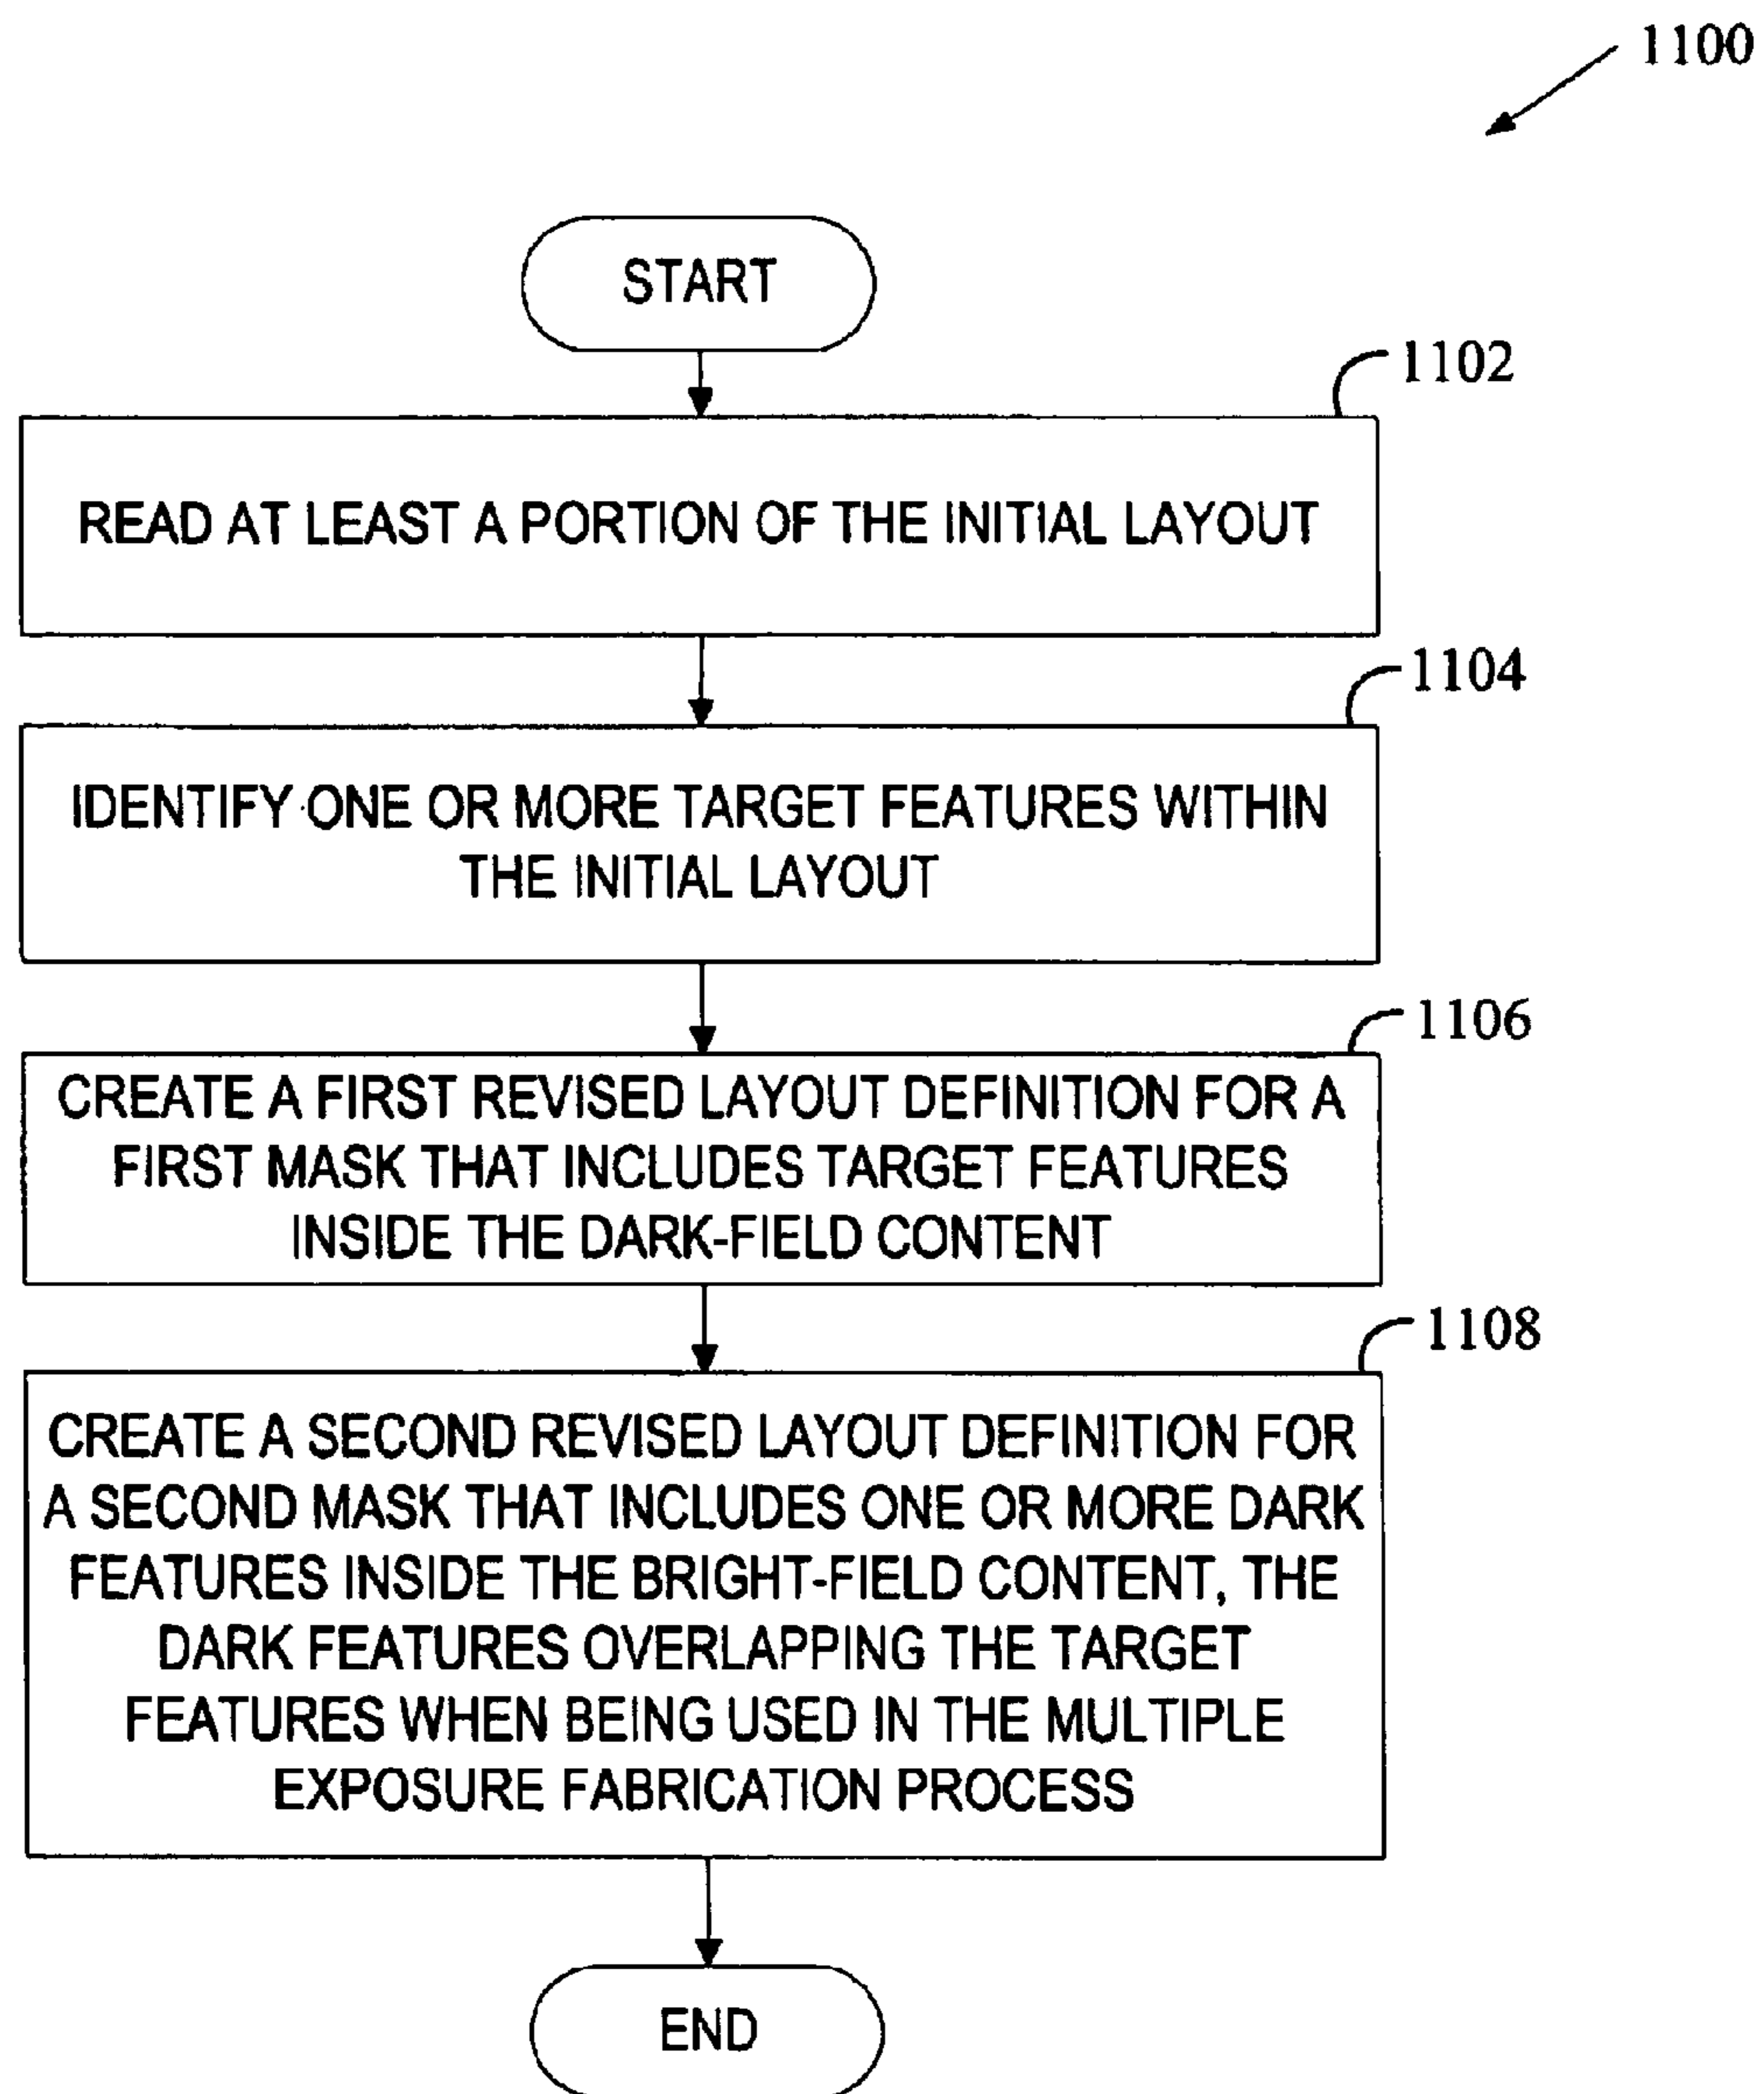 1100
START
1102
READ AT LEAST A PORTION OF THE INITIAL LAYOUT
1104
IDENTIFY ONE OR MORE TARGET FEATURES WITHIN
THE INITIAL LAYOUT
1106
CREATE A FIRST REVISED LAYOUT DEFINITION FOR A
FIRST MASK THAT INCLUDES TARGET FEATURES
INSIDE THE DARK-FIELD CONTENT
1108
CREATE A SECOND REVISED LAYOUT DEFINITION FOR
A SECOND MASK THAT INCLUDES ONE OR MORE DARK
FEATURES INSIDE THE BRIGHT-FIELD CONTENT, THE
DARK FEATURES OVERLAPPING THE TARGET
FEATURES WHEN BEING USED IN THE MULTIPLE
EXPOSURE FABRICATION PROCESS
END